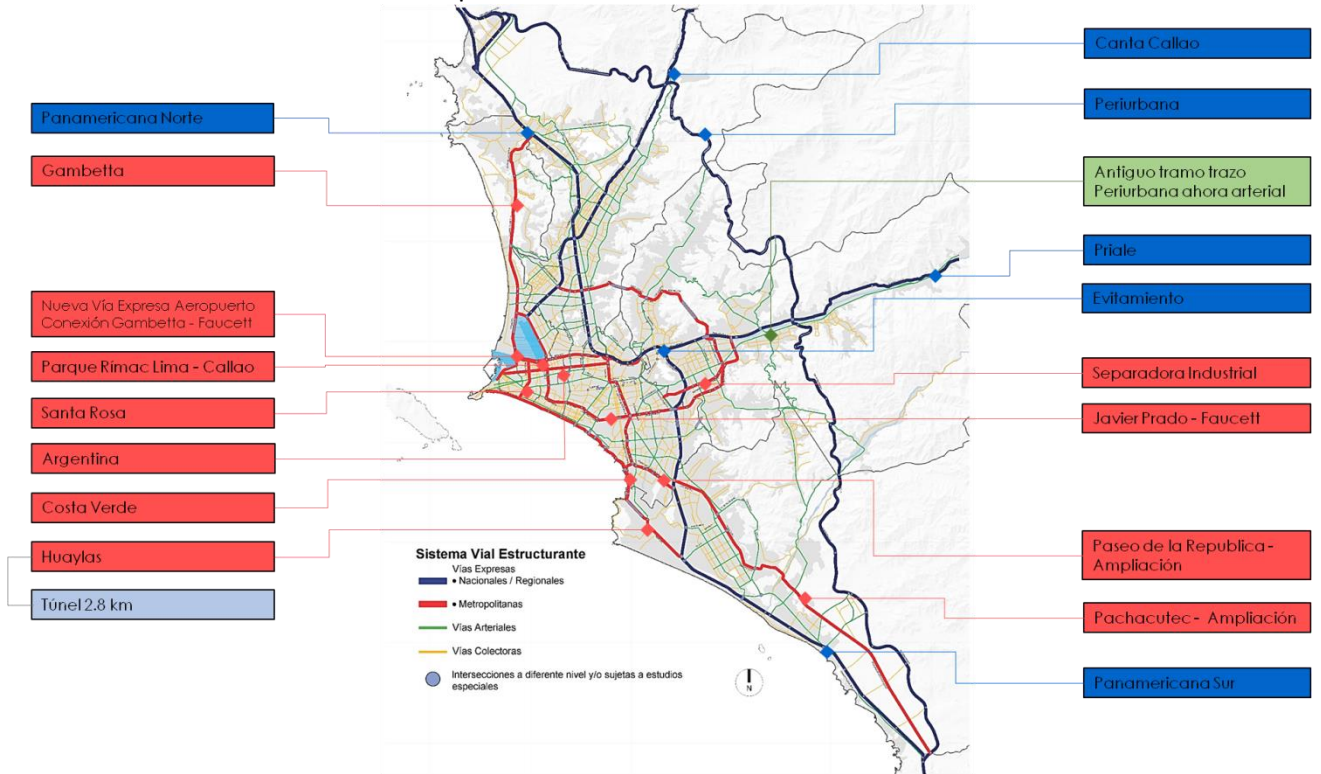 Panamericana Norte
Gambetta
Nueva Vía Expresa Aeropuerto
Conexión Gambetta - Faucett
Parque Rímac Lima - Callao
Santa Rosa
Argentina
Costa Verde
Huaylas
Túnel 2.8 km
Sistema Vial Estructurante
Vías Expresas
• Nacionales / Regionales
• Metropolitanas
Vías Arteriales
Vías Colectoras
Intersecciones a diferente nivel y/o sujetas a estudios
especiales
N
Canta Callao
Periurbana
Antiguo tramo trazo
Periurbana ahora arterial
Priale
Evitamiento
Separadora Industrial
Javier Prado - Faucett
Paseo de la Republica -
Ampliación
Pachacutec - Ampliación
Panamericana Sur